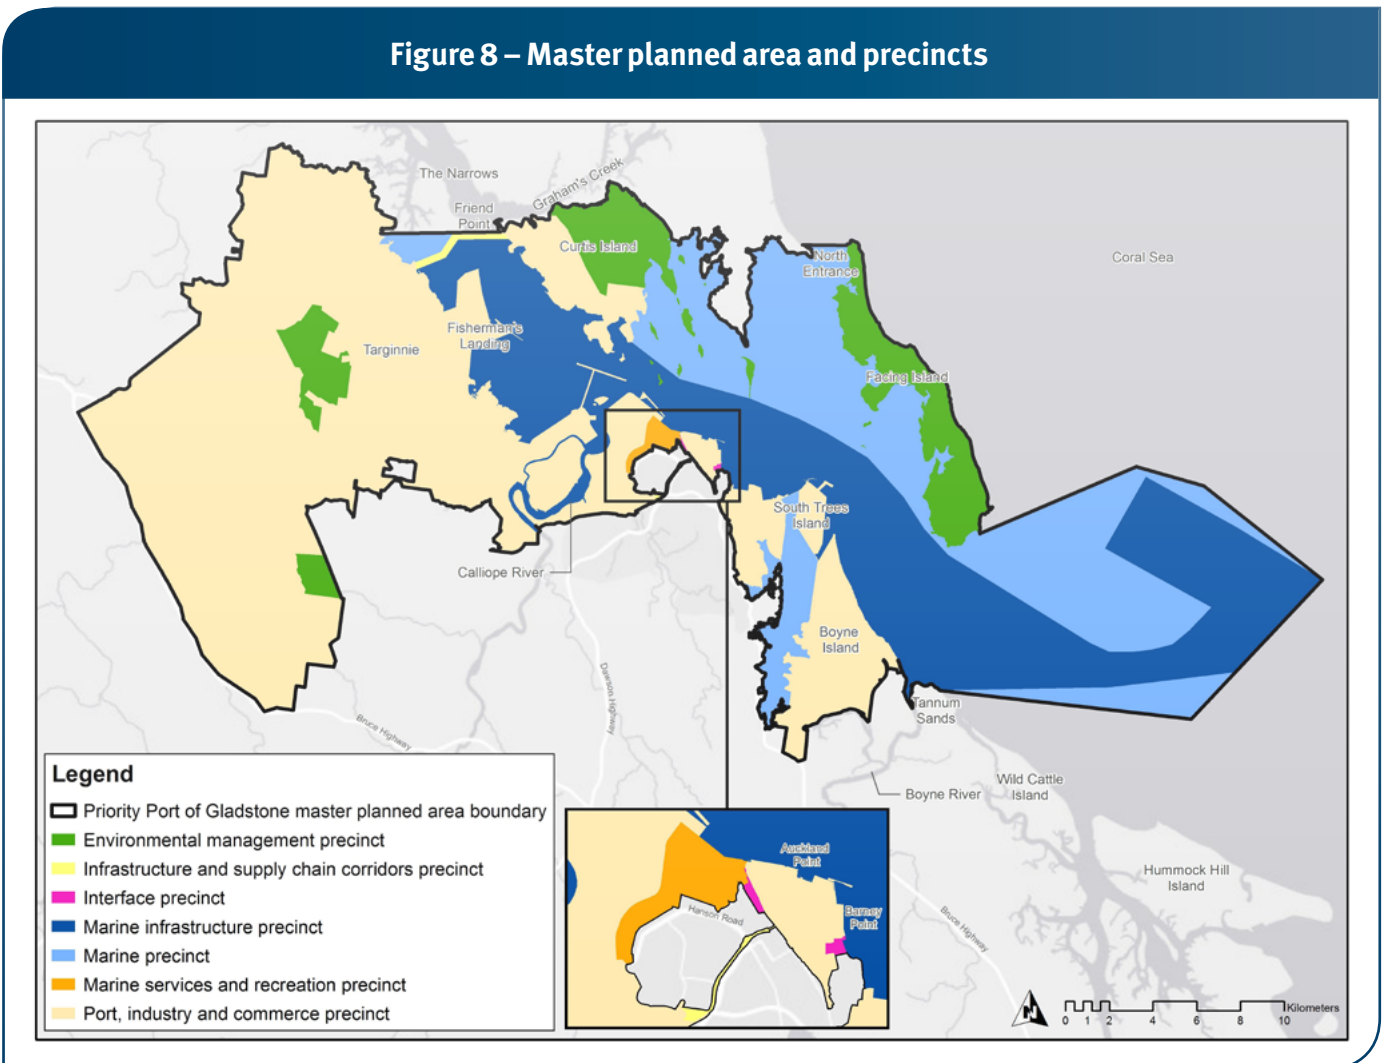 Figure 8 – Master planned area and precincts
The Narrows
Graham's Creek
Friend
Point
Curtis Island
North
Entrance
Coral Sea
Fisherman's
Landing
Targinnie
Facing Island
South Trees
Island
Calliope River
Boyne
Island
Dawson Highway
Bruce Highway
Tannum
Sands
Wild Cattle
Island
Boyne River
Hummock Hill
Island
Bruce Highway
Legend
Priority Port of Gladstone master planned area boundary
Environmental management precinct
Infrastructure and supply chain corridors precinct
Interface precinct
Marine infrastructure precinct
Marine precinct
Marine services and recreation precinct
Port, industry and commerce precinct
Auckland
Point
Hanson Road
Barney
Point
N
Kilometers
0 1 2 4 6 8 10